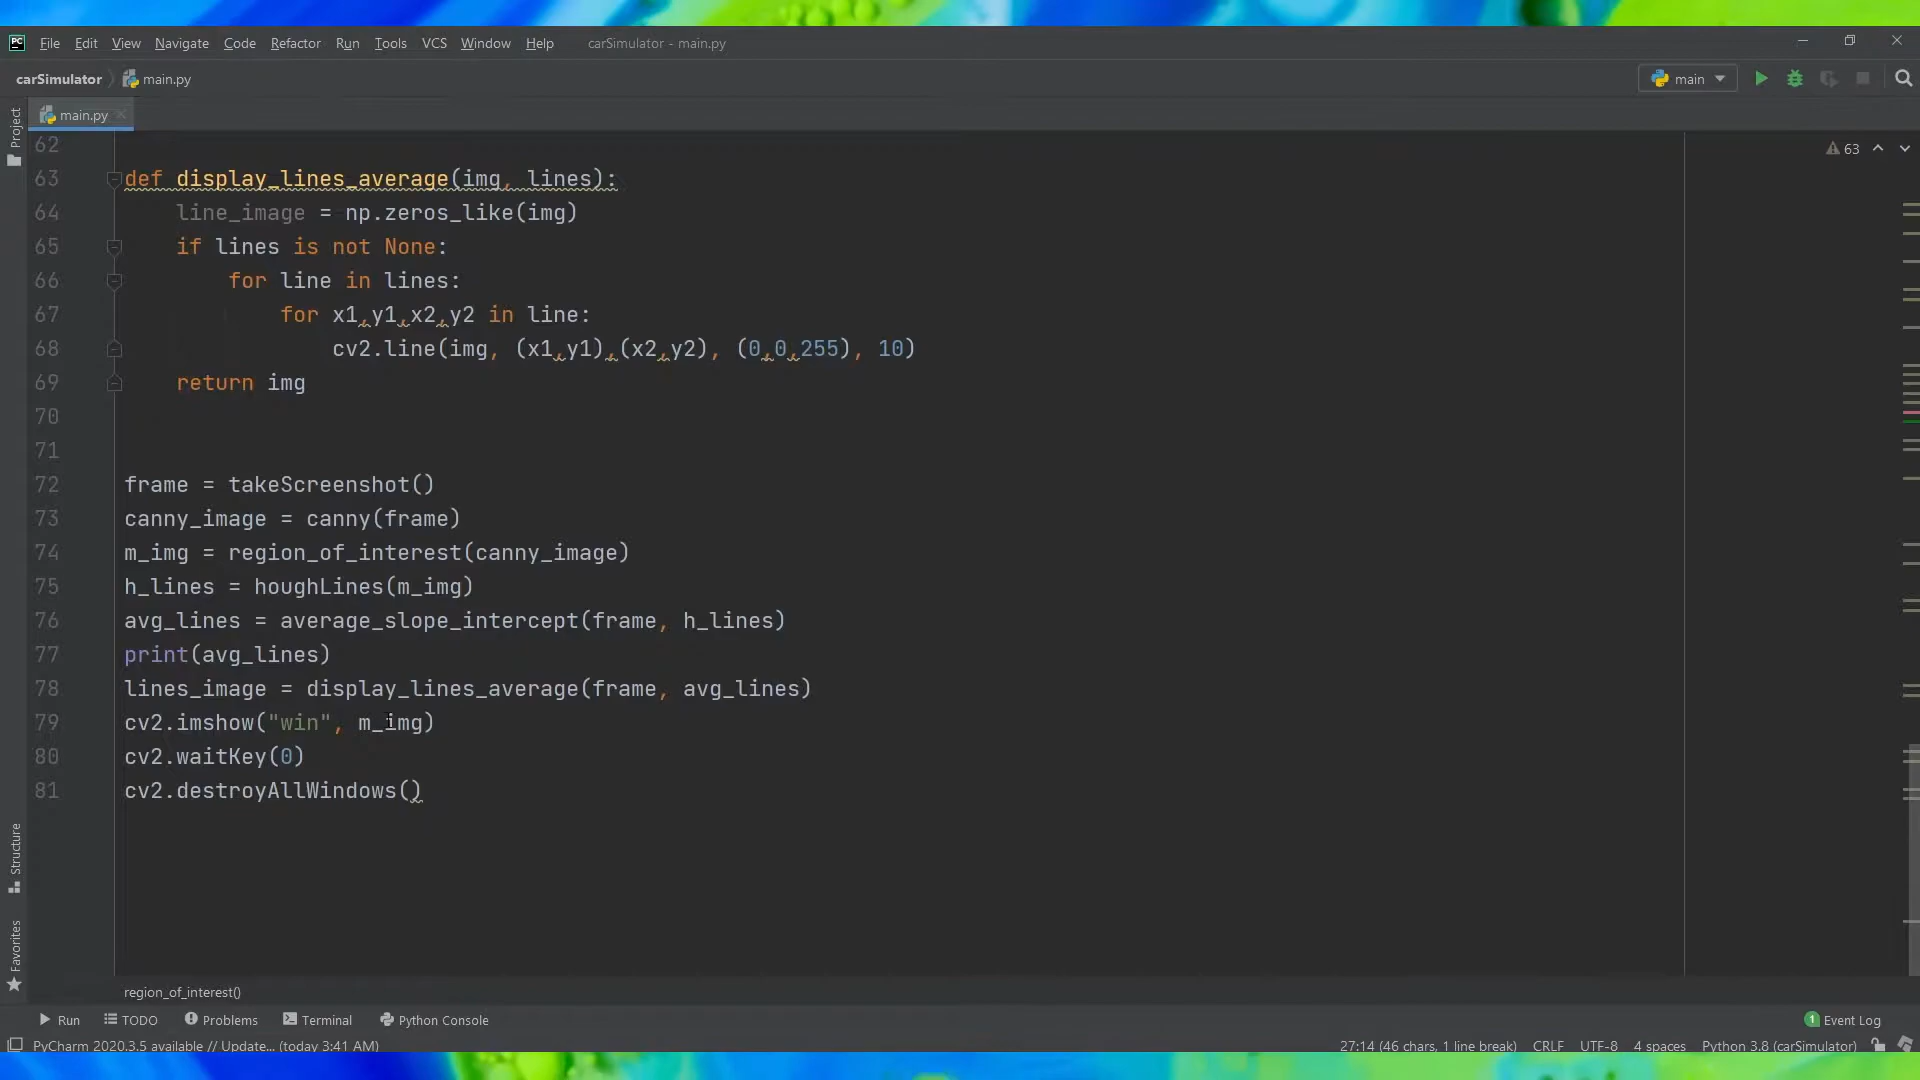 File Edit View Navigate Code Refactor Run Tools VCS Window Help carSimulator - main.py
carSimulator main.py main
main.py
Project
62
63 def display_lines_average(img, lines):
64 line_image = np.zeros_like(img)
65 if lines is not None:
66 for line in lines:
67 for x1,y1,x2,y2 in line:
68 cv2.line(img, (x1,y1),(x2,y2), (0,0,255), 10)
69 return img
70
71
72 frame = takeScreenshot()
73 canny_image = canny(frame)
74 m_img = region_of_interest(canny_image)
75 h_lines = houghLines(m_img)
76 avg_lines = average_slope_intercept(frame, h_lines)
77 print(avg_lines)
78 lines_image = display_lines_average(frame, avg_lines)
79 cv2.imshow("win", m_img)
80 cv2.waitKey(0)
81 cv2.destroyAllWindows()
63
Structure
Favorites
region_of_interest()
Run TODO Problems Terminal Python Console 1 Event Log
PyCharm 2020.3.5 available // Update... (today 3:41 AM) 27:14 (46 chars, 1 line break) CRLF UTF-8 4 spaces Python 3.8 (carSimulator)